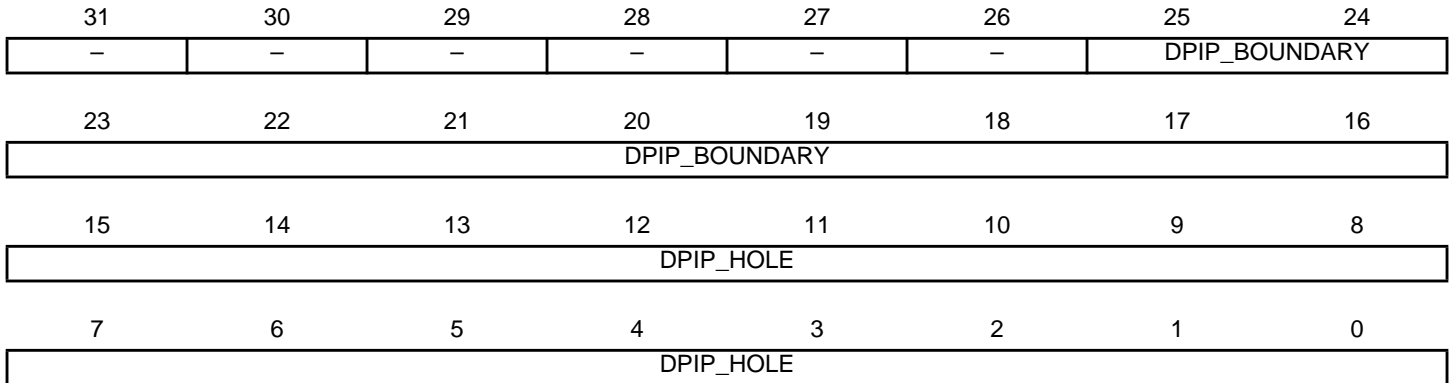 31 30 29 28 27 26 25 24
– – – – – – DPIP_BOUNDARY
23 22 21 20 19 18 17 16
DPIP_BOUNDARY
15 14 13 12 11 10 9 8
DPIP_HOLE
7 6 5 4 3 2 1 0
DPIP_HOLE